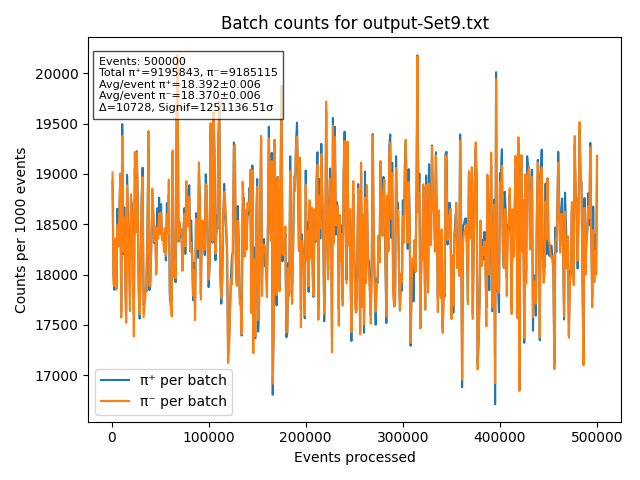 Batch counts for output-Set9.txt
Counts per 1000 events
20000
19500
19000
18500
18000
17500
17000
Events: 500000
Total π⁺=9195843, π⁻=9185115
Avg/event π⁺=18.392±0.006
Avg/event π⁻=18.370±0.006
Δ=10728, Signif=1251136.51σ
π⁺ per batch
π⁻ per batch
0 100000 200000 300000 400000 500000
Events processed